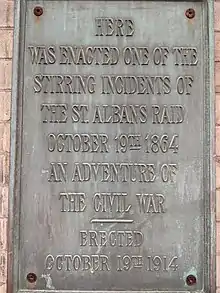 HERE
WAS ENACTED ONE OF THE
STIRRING INCIDENTS OF
THE ST. ALBANS RAID
OCTOBER 19TH 1864
AN ADVENTURE OF
THE CIVIL WAR
ERECTED
OCTOBER 19TH 1914